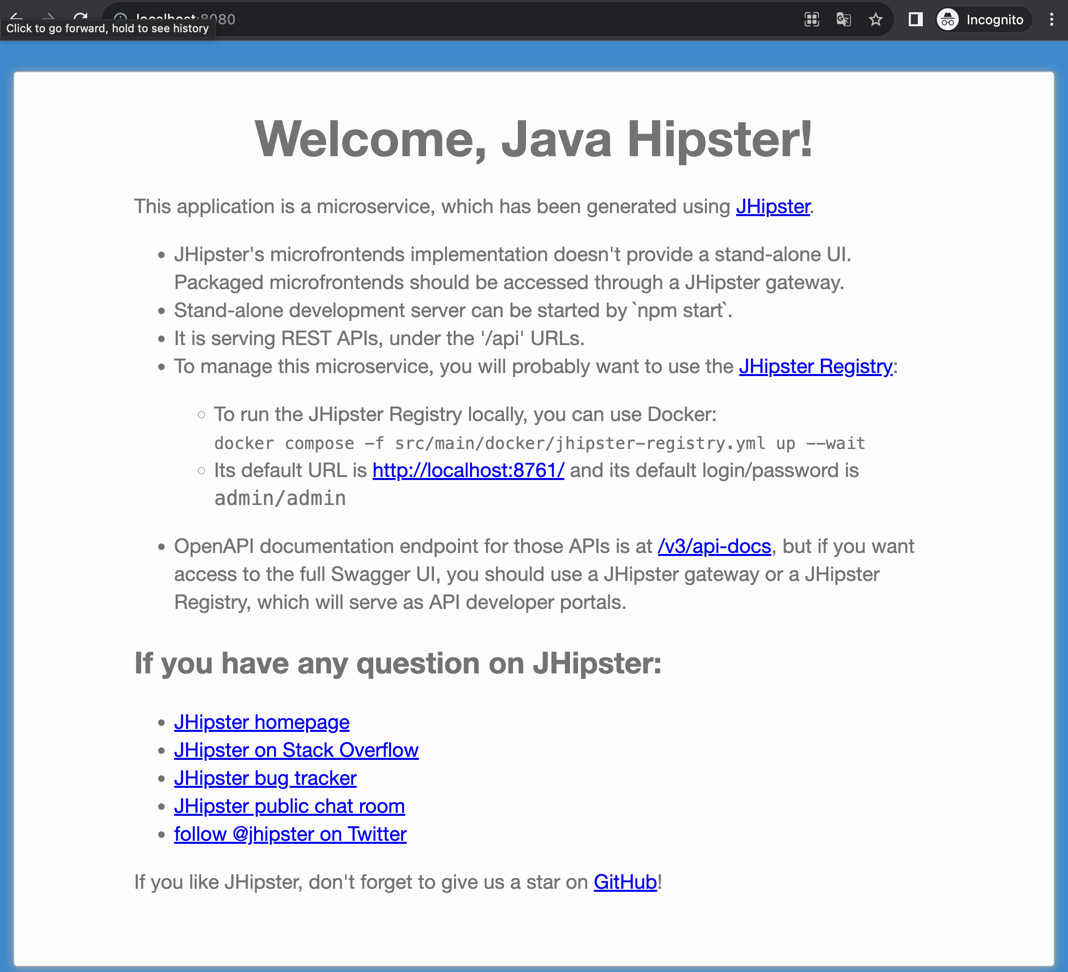 localhost:8080
Click to go forward, hold to see history
Incognito
Welcome, Java Hipster!
This application is a microservice, which has been generated using JHipster.
JHipster's microfrontends implementation doesn't provide a stand-alone UI.
Packaged microfrontends should be accessed through a JHipster gateway.
Stand-alone development server can be started by `npm start`.
It is serving REST APIs, under the '/api' URLs.
To manage this microservice, you will probably want to use the JHipster Registry:
To run the JHipster Registry locally, you can use Docker:
docker compose -f src/main/docker/jhipster-registry.yml up --wait
Its default URL is http://localhost:8761/ and its default login/password is
admin/admin
OpenAPI documentation endpoint for those APIs is at /v3/api-docs, but if you want
access to the full Swagger UI, you should use a JHipster gateway or a JHipster
Registry, which will serve as API developer portals.
If you have any question on JHipster:
JHipster homepage
JHipster on Stack Overflow
JHipster bug tracker
JHipster public chat room
follow @jhipster on Twitter
If you like JHipster, don't forget to give us a star on GitHub!